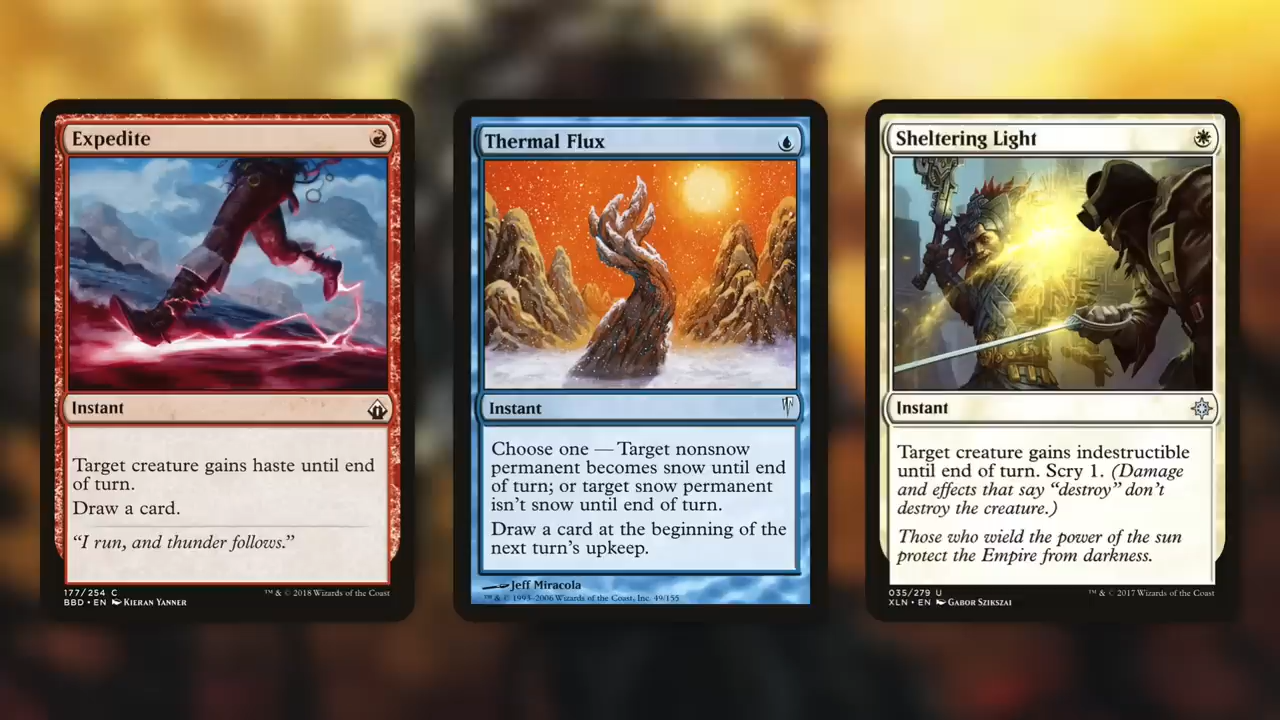 Expedite
Instant
Target creature gains haste until end
of turn.
Draw a card.
“I run, and thunder follows.”
177/254 C
BBD • EN Kieran Yanner
™ & © 2018 Wizards of the Coast
Thermal Flux
Instant
Choose one — Target nonsnow
permanent becomes snow until end
of turn; or target snow permanent
isn’t snow until end of turn.
Draw a card at the beginning of the
next turn’s upkeep.
Jeff Miracola
™ & © 1993–2006 Wizards of the Coast, Inc. 49/155
Sheltering Light
Instant
Target creature gains indestructible
until end of turn. Scry 1. (Damage
and effects that say “destroy” don’t
destroy the creature.)
Those who wield the power of the sun
protect the Empire from darkness.
035/279 U
XLN • EN Gabor Szikszai
™ & © 2017 Wizards of the Coast